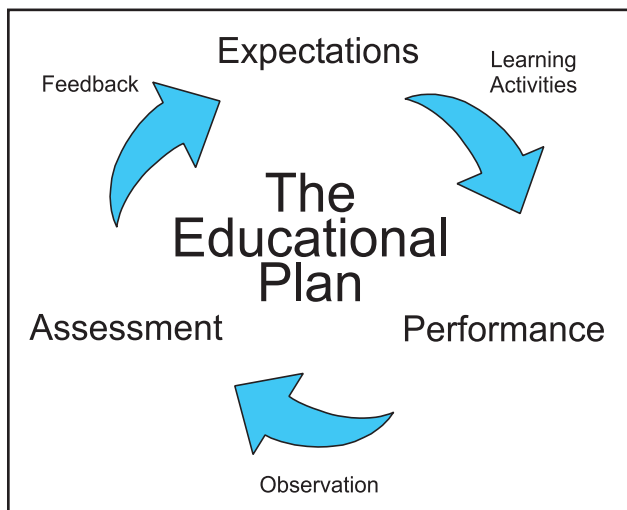 Expectations
Learning
Activities
Feedback
The
Educational
Plan
Assessment
Performance
Observation